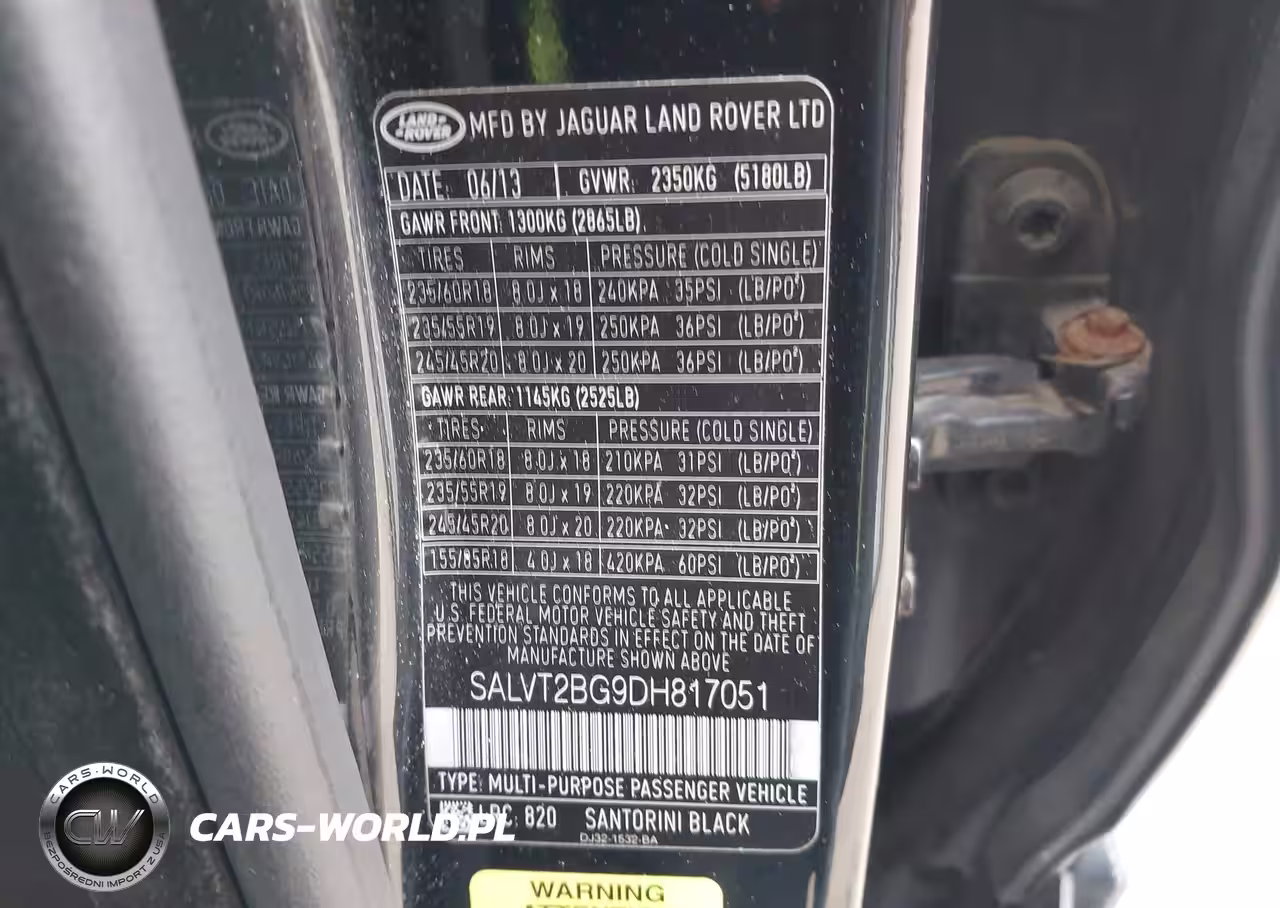 LAND ROVER
MFD BY JAGUAR LAND ROVER LTD
DATE: 06/13 GVWR: 2350KG (5180LB)
GAWR FRONT: 1300KG (2865LB)
TIRES RIMS PRESSURE (COLD SINGLE)
235/60R18 8.0J x 18 240KPA 35PSI (LB/PO²)
235/55R19 8.0J x 19 250KPA 36PSI (LB/PO²)
245/45R20 8.0J x 20 250KPA 36PSI (LB/PO²)
GAWR REAR: 1145KG (2525LB)
TIRES RIMS PRESSURE (COLD SINGLE)
235/60R18 8.0J x 18 210KPA 31PSI (LB/PO²)
235/55R19 8.0J x 19 220KPA 32PSI (LB/PO²)
245/45R20 8.0J x 20 220KPA 32PSI (LB/PO²)
155/85R18 4.0J x 18 420KPA 60PSI (LB/PO²)
THIS VEHICLE CONFORMS TO ALL APPLICABLE
U.S. FEDERAL MOTOR VEHICLE SAFETY AND THEFT
PREVENTION STANDARDS IN EFFECT ON THE DATE OF
MANUFACTURE SHOWN ABOVE
SALVT2BG9DH817051
TYPE: MULTI-PURPOSE PASSENGER VEHICLE
820 SANTORINI BLACK
DJ32-1532-BA
WARNING
CARS-WORLD
CW
BEZPOŚREDNI IMPORT Z USA
CARS-WORLD.PL